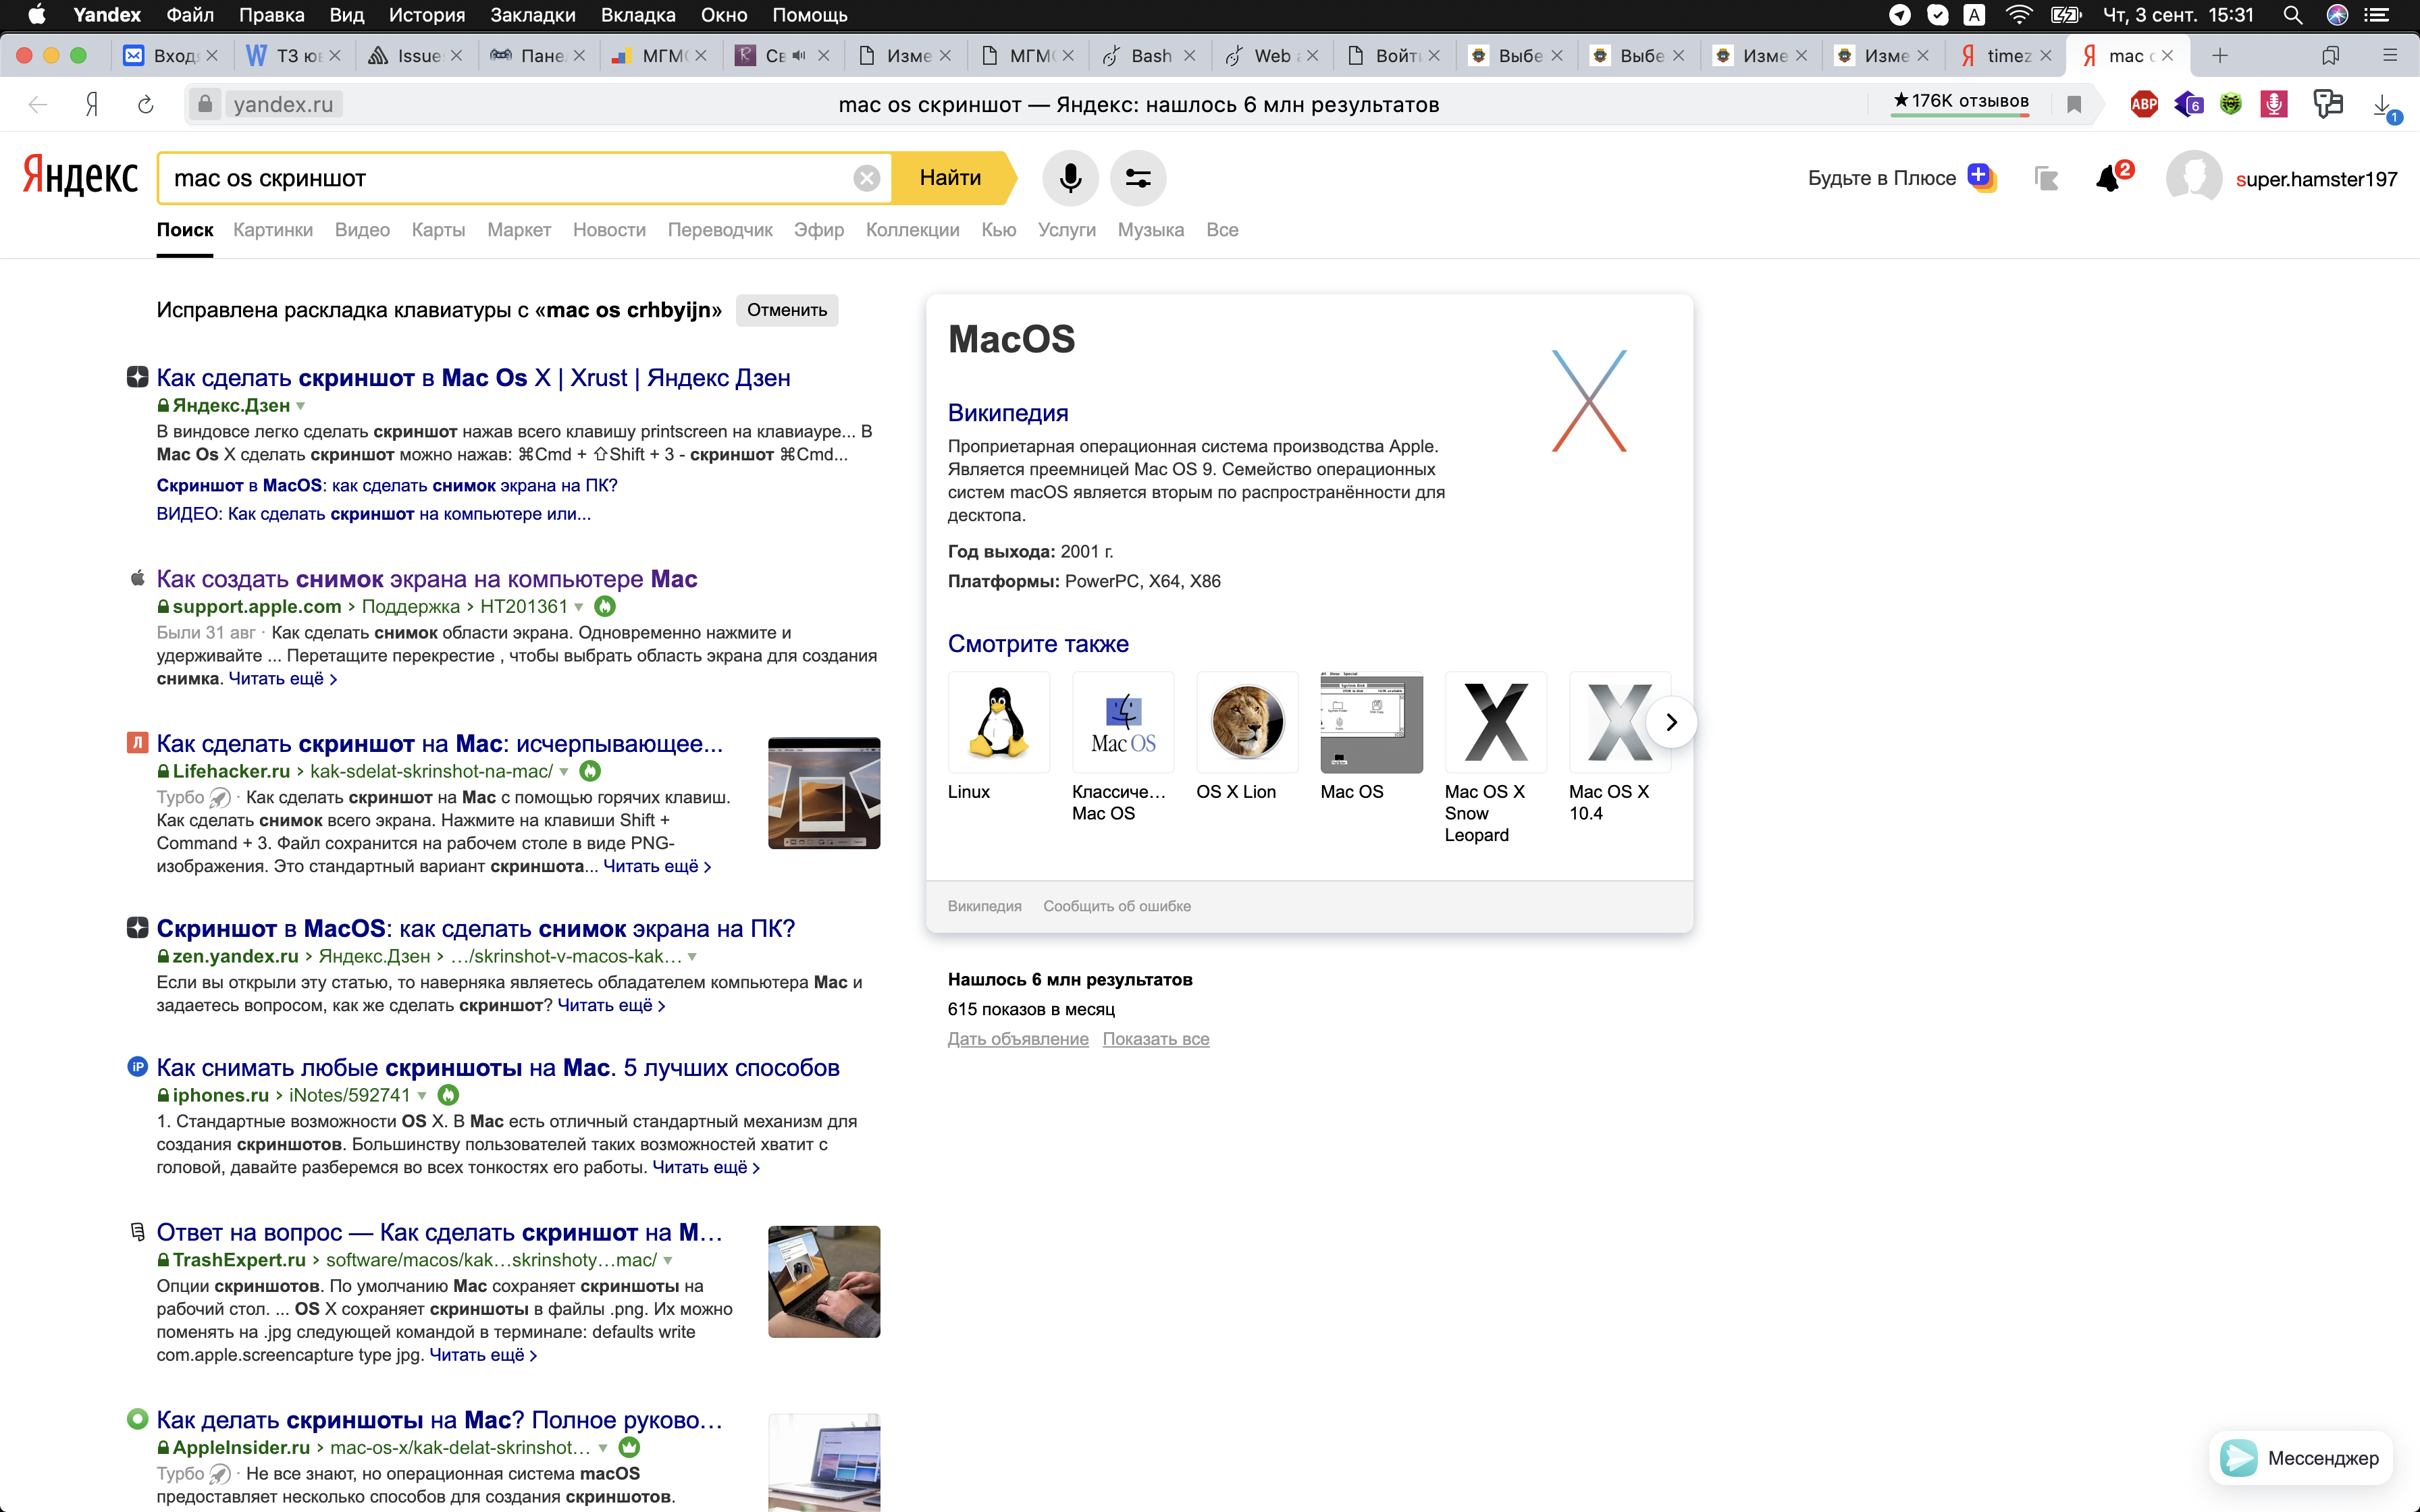 Yandex Файл Правка Вид История Закладки Вкладка Окно Помощь A Чт, 3 сент. 15:31
Issue МГМ Изме Bash Web Войти Выбе Выбе Изме Изме timez mac
yandex.ru mac os скриншот — Яндекс: нашлось 6 млн результатов ★ 176K отзывов ABP 6 1
Яндекс mac os скриншот Найти Будьте в Плюсе 2 super.hamster197
Поиск Картинки Видео Карты Маркет Новости Переводчик Эфир Коллекции Кью Услуги Музыка Все
Исправлена раскладка клавиатуры с «mac os crhbyijn» Отменить
Как сделать скриншот в Mac Os X | Xrust | Яндекс Дзен
Яндекс.Дзен
В виндовсе легко сделать скриншот нажав всего клавишу printscreen на клавиауре... В
Mac Os X сделать скриншот можно нажав: ⌘Cmd + ⇧Shift + 3 - скриншот ⌘Cmd...
Скриншот в MacOS: как сделать снимок экрана на ПК?
ВИДЕО: Как сделать скриншот на компьютере или...
Как создать снимок экрана на компьютере Mac
support.apple.com › Поддержка › HT201361
Были 31 авг · Как сделать снимок области экрана. Одновременно нажмите и
удерживайте ... Перетащите перекрестие , чтобы выбрать область экрана для создания
снимка. Читать ещё ›
Л Как сделать скриншот на Mac: исчерпывающее...
Lifehacker.ru › kak-sdelat-skrinshot-na-mac/
Турбо · Как сделать скриншот на Mac с помощью горячих клавиш.
Как сделать снимок всего экрана. Нажмите на клавиши Shift +
Command + 3. Файл сохранится на рабочем столе в виде PNG-
изображения. Это стандартный вариант скриншота... Читать ещё ›
Скриншот в MacOS: как сделать снимок экрана на ПК?
zen.yandex.ru › Яндекс.Дзен › .../skrinshot-v-macos-kak...
Если вы открыли эту статью, то наверняка являетесь обладателем компьютера Mac и
задаетесь вопросом, как же сделать скриншот? Читать ещё ›
iP Как снимать любые скриншоты на Mac. 5 лучших способов
iphones.ru › iNotes/592741
1. Стандартные возможности OS X. В Mac есть отличный стандартный механизм для
создания скриншотов. Большинству пользователей таких возможностей хватит с
головой, давайте разберемся во всех тонкостях его работы. Читать ещё ›
Ответ на вопрос — Как сделать скриншот на M...
TrashExpert.ru › software/macos/kak...skrinshoty...mac/
Опции скриншотов. По умолчанию Mac сохраняет скриншоты на
рабочий стол. ... OS X сохраняет скриншоты в файлы .png. Их можно
поменять на .jpg следующей командой в терминале: defaults write
com.apple.screencapture type jpg. Читать ещё ›
Как делать скриншоты на Mac? Полное руково...
AppleInsider.ru › mac-os-x/kak-delat-skrinshot...
Турбо · Не все знают, но операционная система macOS
предоставляет несколько способов для создания скриншотов.
MacOS
Википедия
Проприетарная операционная система производства Apple.
Является преемницей Mac OS 9. Семейство операционных
систем macOS является вторым по распространённости для
десктопа.
Год выхода: 2001 г.
Платформы: PowerPC, X64, X86
Смотрите также
Mac OS
Linux Классиче... OS X Lion Mac OS Mac OS X Mac OS X
Mac OS Snow 10.4
Leopard
Википедия Сообщить об ошибке
Нашлось 6 млн результатов
615 показов в месяц
Дать объявление Показать все
Мессенджер